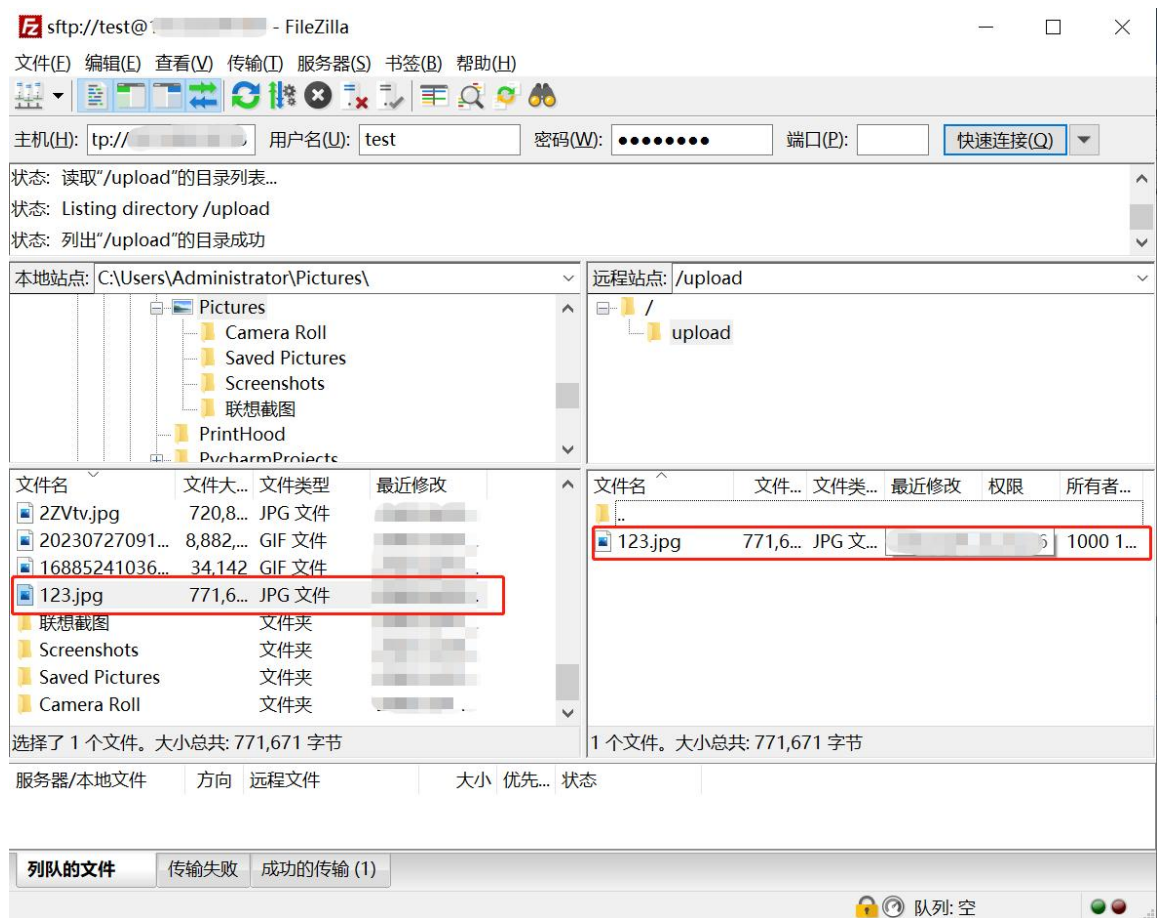 sftp://test@1 - FileZilla
文件(F) 编辑(E) 查看(V) 传输(T) 服务器(S) 书签(B) 帮助(H)
主机(H): tp:// 用户名(U): test 密码(W): ●●●●●●●● 端口(P): 快速连接(Q)
状态: 读取"/upload"的目录列表...
状态: Listing directory /upload
状态: 列出"/upload"的目录成功
本地站点: C:\Users\Administrator\Pictures\
Pictures
Camera Roll
Saved Pictures
Screenshots
联想截图
PrintHood
PycharmProjects
远程站点: /upload
/
upload
文件名 文件大... 文件类型 最近修改
2ZVtv.jpg 720,8... JPG 文件
20230727091... 8,882,... GIF 文件
16885241036... 34,142 GIF 文件
123.jpg 771,6... JPG 文件
联想截图 文件夹
Screenshots 文件夹
Saved Pictures 文件夹
Camera Roll 文件夹
选择了 1 个文件。大小总共: 771,671 字节
文件名 文件... 文件类... 最近修改 权限 所有者...
..
123.jpg 771,6... JPG 文... 6 1000 1...
1 个文件。大小总共: 771,671 字节
服务器/本地文件 方向 远程文件 大小 优先... 状态
列队的文件 传输失败 成功的传输 (1)
队列: 空